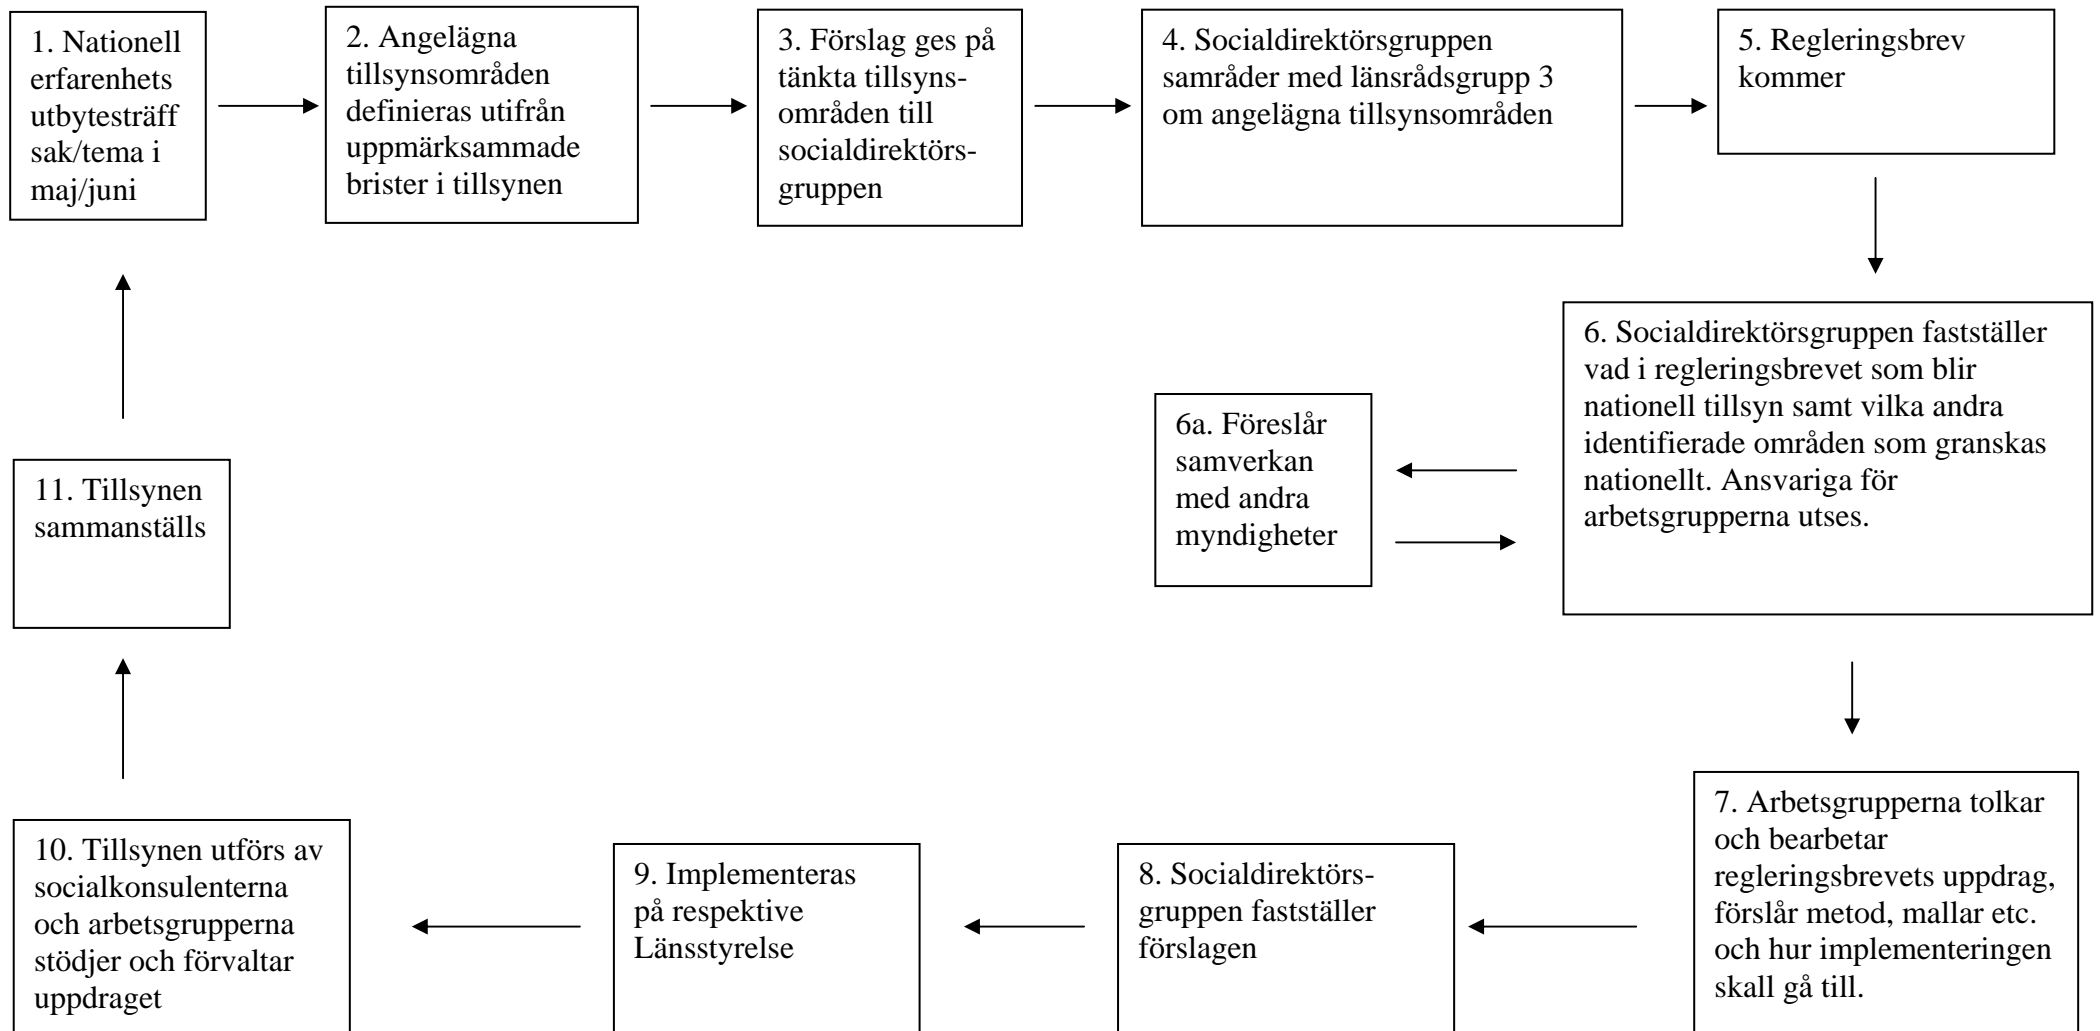 1. Nationell
erfarenhets
utbytesträff
sak/tema i
maj/juni
2. Angelägna
tillsynsområden
definieras utifrån
uppmärksammade
brister i tillsynen
3. Förslag ges på
tänkta tillsyns-
områden till
socialdirektörs-
gruppen
4. Socialdirektörsgruppen
samråder med länsrådsgrupp 3
om angelägna tillsynsområden
5. Regleringsbrev
kommer
6. Socialdirektörsgruppen fastställer
vad i regleringsbrevet som blir
nationell tillsyn samt vilka andra
identifierade områden som granskas
nationellt. Ansvariga för
arbetsgrupperna utses.
6a. Föreslår
samverkan
med andra
myndigheter
7. Arbetsgrupperna tolkar
och bearbetar
regleringsbrevets uppdrag,
förslår metod, mallar etc.
och hur implementeringen
skall gå till.
8. Socialdirektörs-
gruppen fastställer
förslagen
9. Implementeras
på respektive
Länsstyrelse
10. Tillsynen utförs av
socialkonsulenterna
och arbetsgrupperna
stödjer och förvaltar
uppdraget
11. Tillsynen
sammanställs